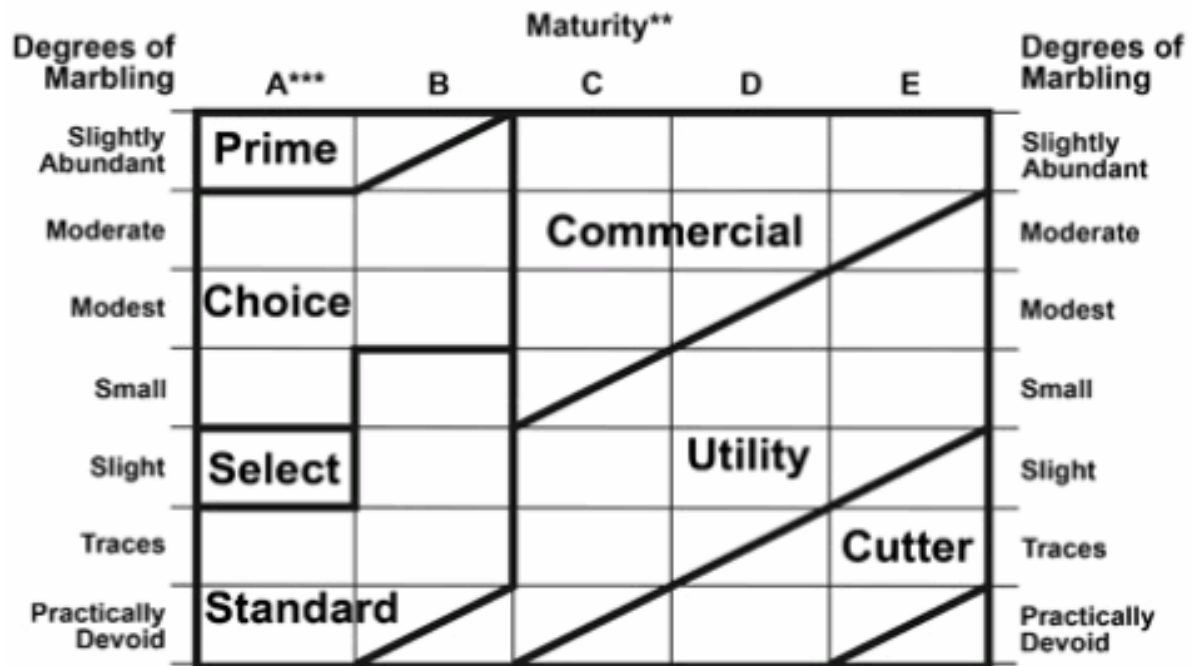 Maturity**
Degrees of
Marbling
A*** B C D E
Degrees of
Marbling
Slightly
Abundant
Prime
Slightly
Abundant
Moderate
Commercial
Moderate
Modest
Choice
Modest
Small
Small
Slight
Select
Utility
Slight
Traces
Cutter
Traces
Practically
Devoid
Standard
Practically
Devoid